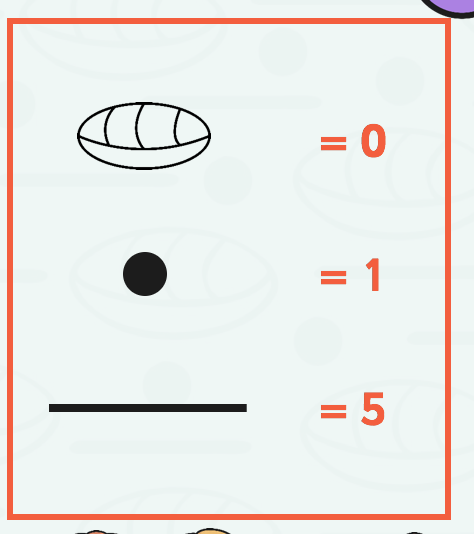 = 0
= 1
= 5